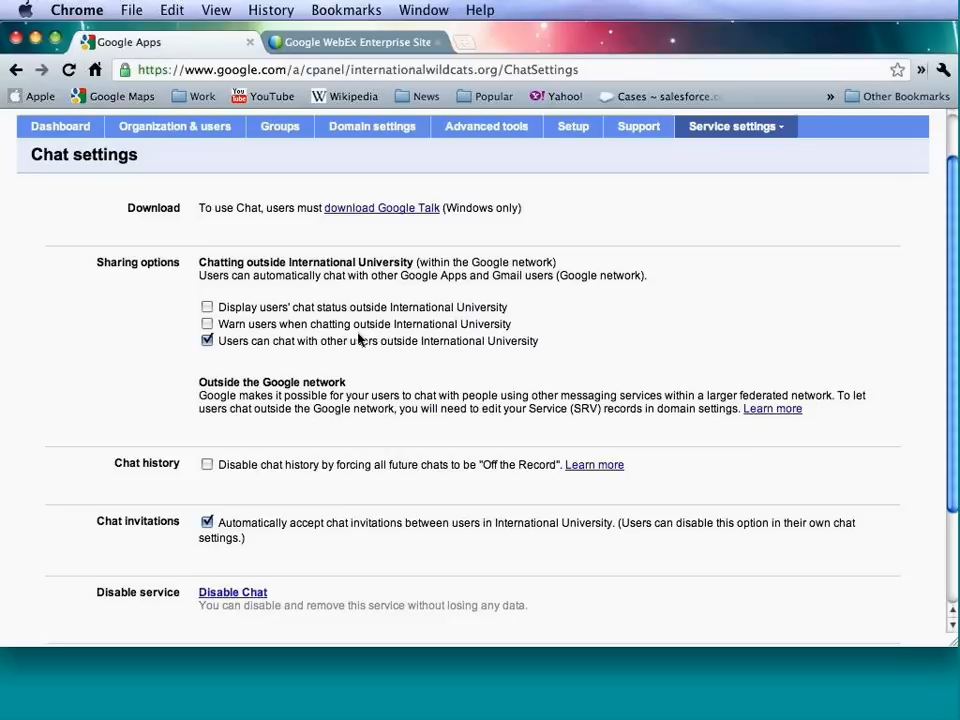 Chrome File Edit View History Bookmarks Window Help
Google Apps
Google WebEx Enterprise Site
https://www.google.com/a/cpanel/internationalwildcats.org/ChatSettings
Apple Google Maps Work YouTube Wikipedia News Popular Yahoo! Cases ~ salesforce.c » Other Bookmarks
Dashboard Organization & users Groups Domain settings Advanced tools Setup Support Service settings
Chat settings
Download To use Chat, users must download Google Talk (Windows only)
Sharing options Chatting outside International University (within the Google network)
Users can automatically chat with other Google Apps and Gmail users (Google network).
Display users' chat status outside International University
Warn users when chatting outside International University
Users can chat with other users outside International University
Outside the Google network
Google makes it possible for your users to chat with people using other messaging services within a larger federated network. To let
users chat outside the Google network, you will need to edit your Service (SRV) records in domain settings. Learn more
Chat history Disable chat history by forcing all future chats to be "Off the Record". Learn more
Chat invitations Automatically accept chat invitations between users in International University. (Users can disable this option in their own chat
settings.)
Disable service Disable Chat
You can disable and remove this service without losing any data.